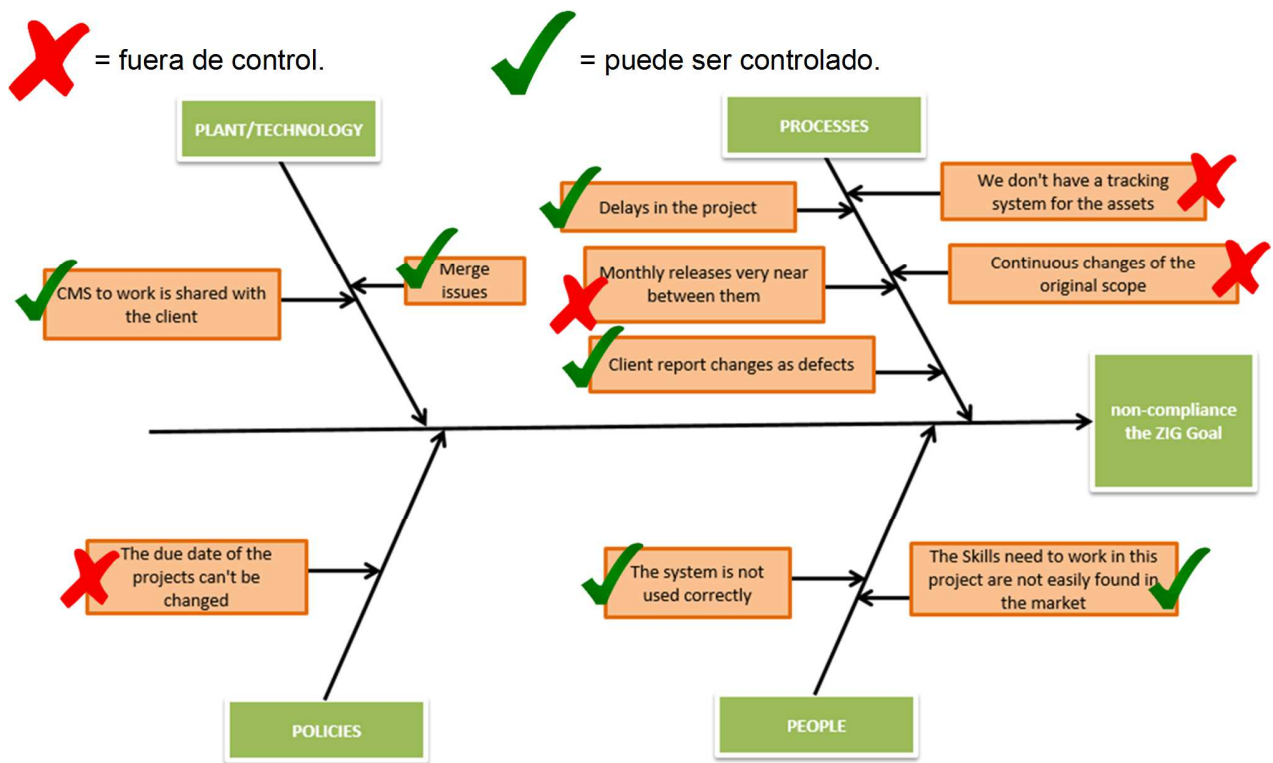 = fuera de control.
= puede ser controlado.
PLANT/TECHNOLOGY
PROCESSES
Delays in the project
We don't have a tracking
system for the assets
CMS to work is shared with
the client
Merge
issues
Monthly releases very near
between them
Continuous changes of the
original scope
Client report changes as defects
non-compliance
the ZIG Goal
The due date of the
projects can't be
changed
The system is not
used correctly
The Skills need to work in this
project are not easily found in
the market
POLICIES
PEOPLE